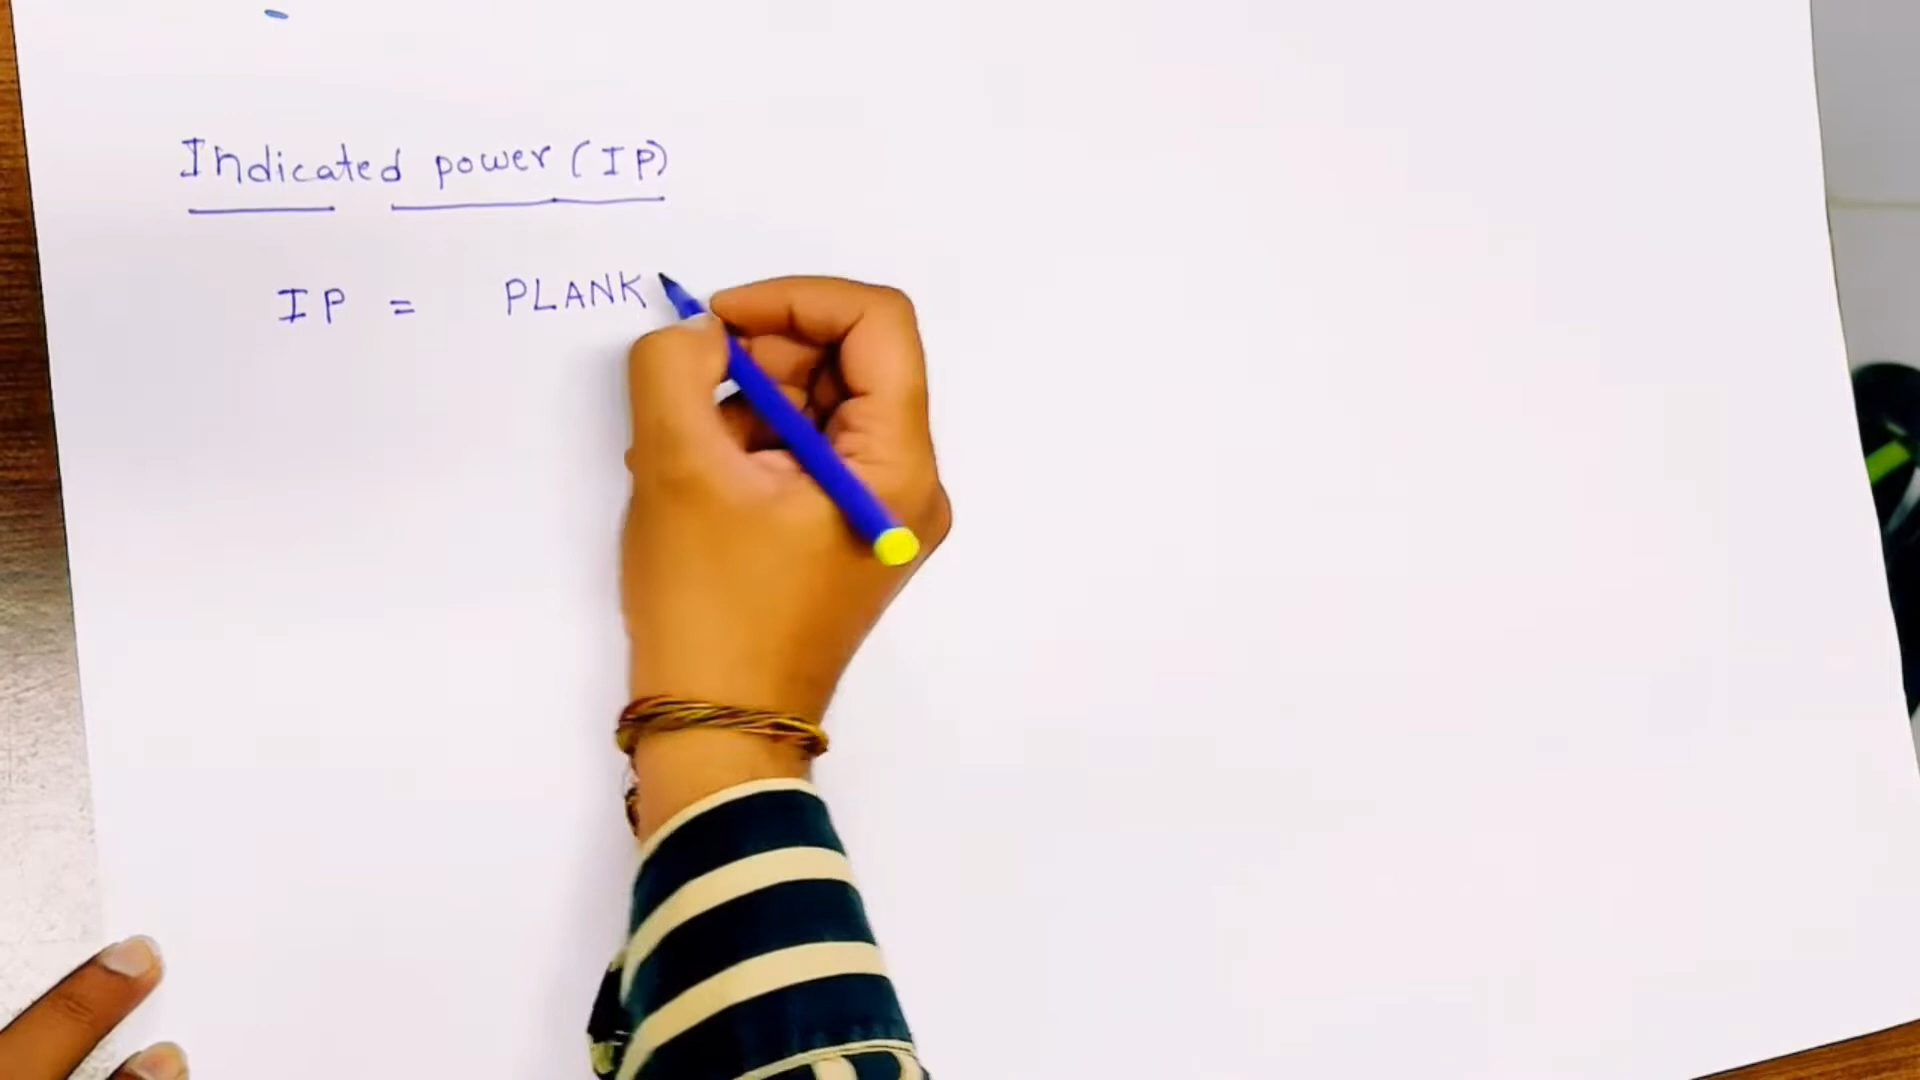 Indicated power (IP)
IP = PLANK